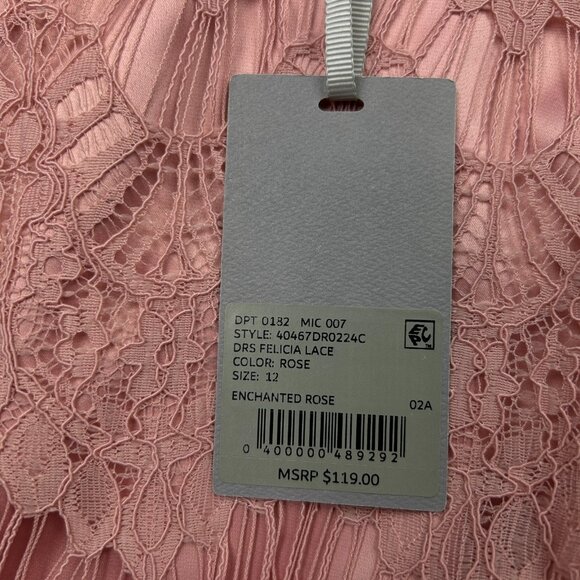 DPT 0182 MIC 007
STYLE: 40467DR0224C
DRS FELICIA LACE
COLOR: ROSE
SIZE: 12
ENCHANTED ROSE 02A
0 400000 489292
MSRP $119.00